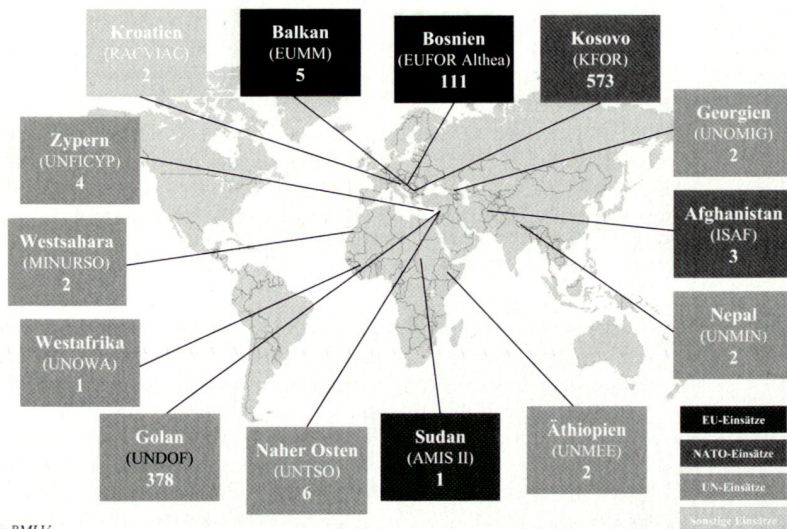 Kroatien
(RACVIAC)
2
Balkan
(EUMM)
5
Bosnien
(EUFOR Althea)
111
Kosovo
(KFOR)
573
Zypern
(UNFICYP)
4
Georgien
(UNOMIG)
2
Westsahara
(MINURSO)
2
Afghanistan
(ISAF)
3
Westafrika
(UNOWA)
1
Nepal
(UNMIN)
2
Golan
(UNDOF)
378
Naher Osten
(UNTSO)
6
Sudan
(AMIS II)
1
Äthiopien
(UNMEE)
2
EU-Einsätze
NATO-Einsätze
UN-Einsätze
Sonstige Einsätze